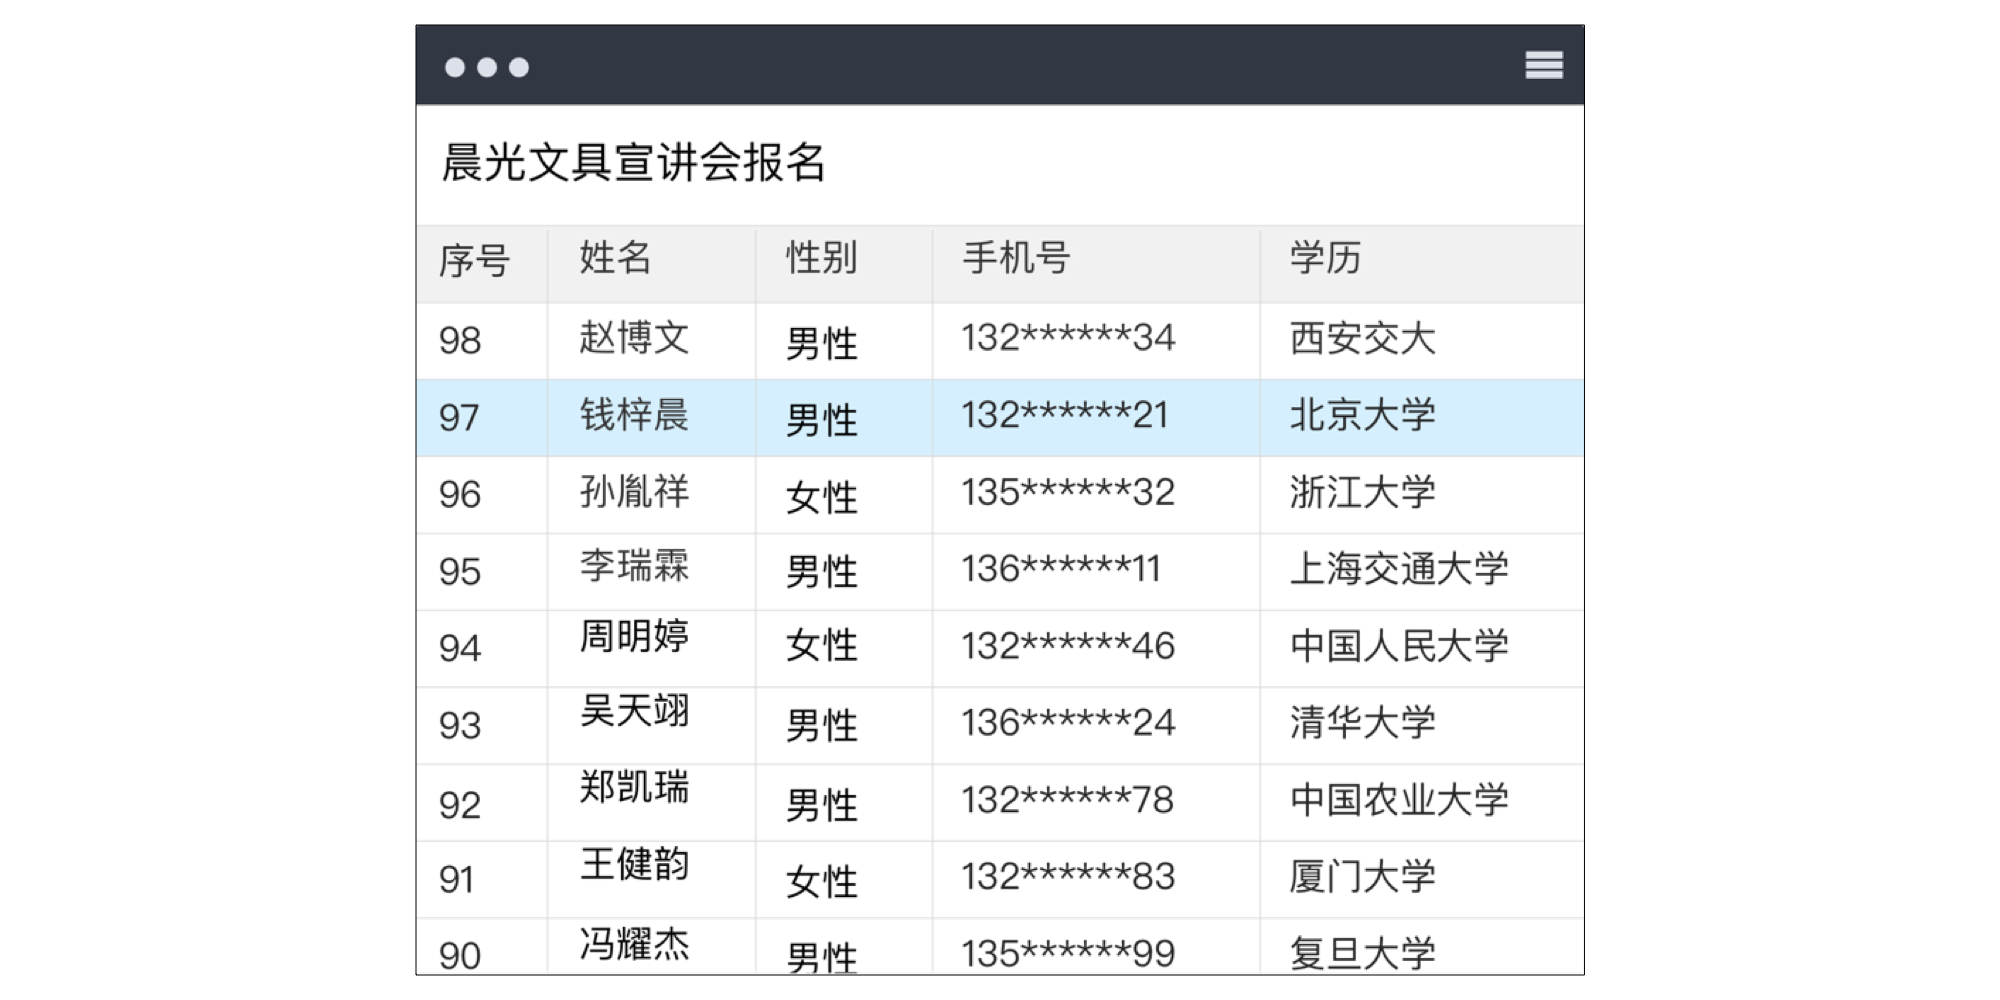 晨光文具宣讲会报名
序号 姓名 性别 手机号 学历
98 赵博文 男性 132******34 西安交大
97 钱梓晨 男性 132******21 北京大学
96 孙胤祥 女性 135******32 浙江大学
95 李瑞霖 男性 136******11 上海交通大学
94 周明婷 女性 132******46 中国人民大学
93 吴天翊 男性 136******24 清华大学
92 郑凯瑞 男性 132******78 中国农业大学
91 王健韵 女性 132******83 厦门大学
90 冯耀杰 男性 135******99 复旦大学